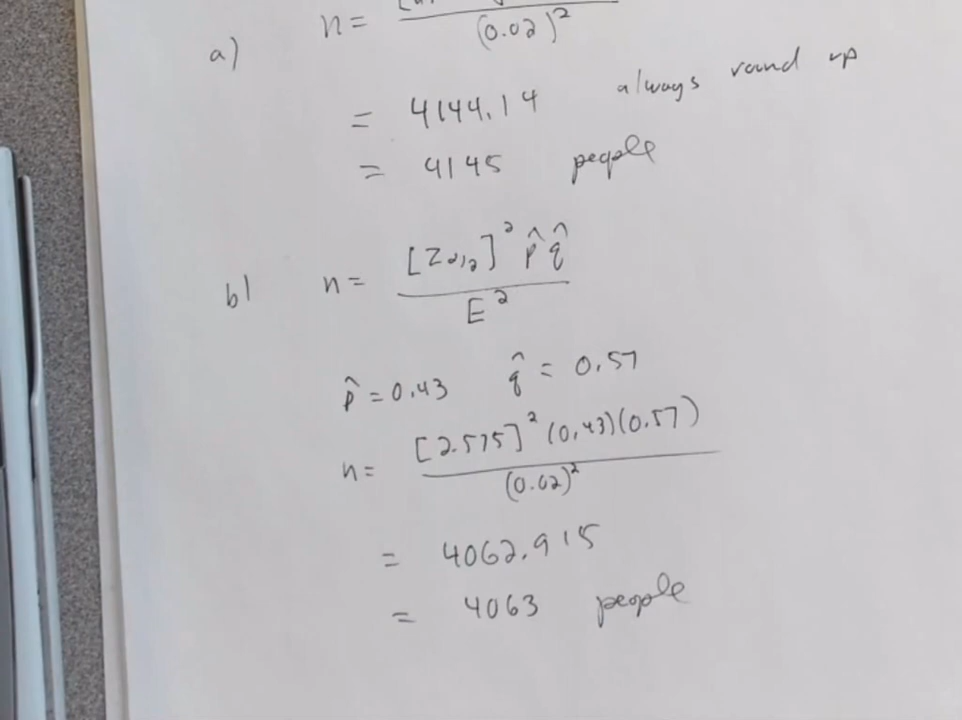 a) n = / (0.02)²
= 4144.14 always round up
= 4145 people
b) n = [Zα/2]² p̂ q̂ / E²
p̂ = 0.43 q̂ = 0.57
n = [2.575]² (0.43)(0.57) / (0.02)²
= 4062.915
= 4063 people